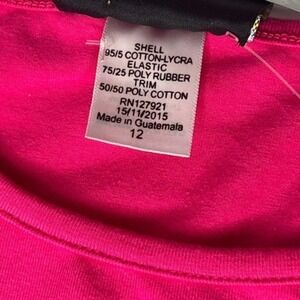 SHELL
95/5 COTTON-LYCRA
ELASTIC
75/25 POLY RUBBER
TRIM
50/50 POLY COTTON
RN127921
15/11/2015
Made in Guatemala
12